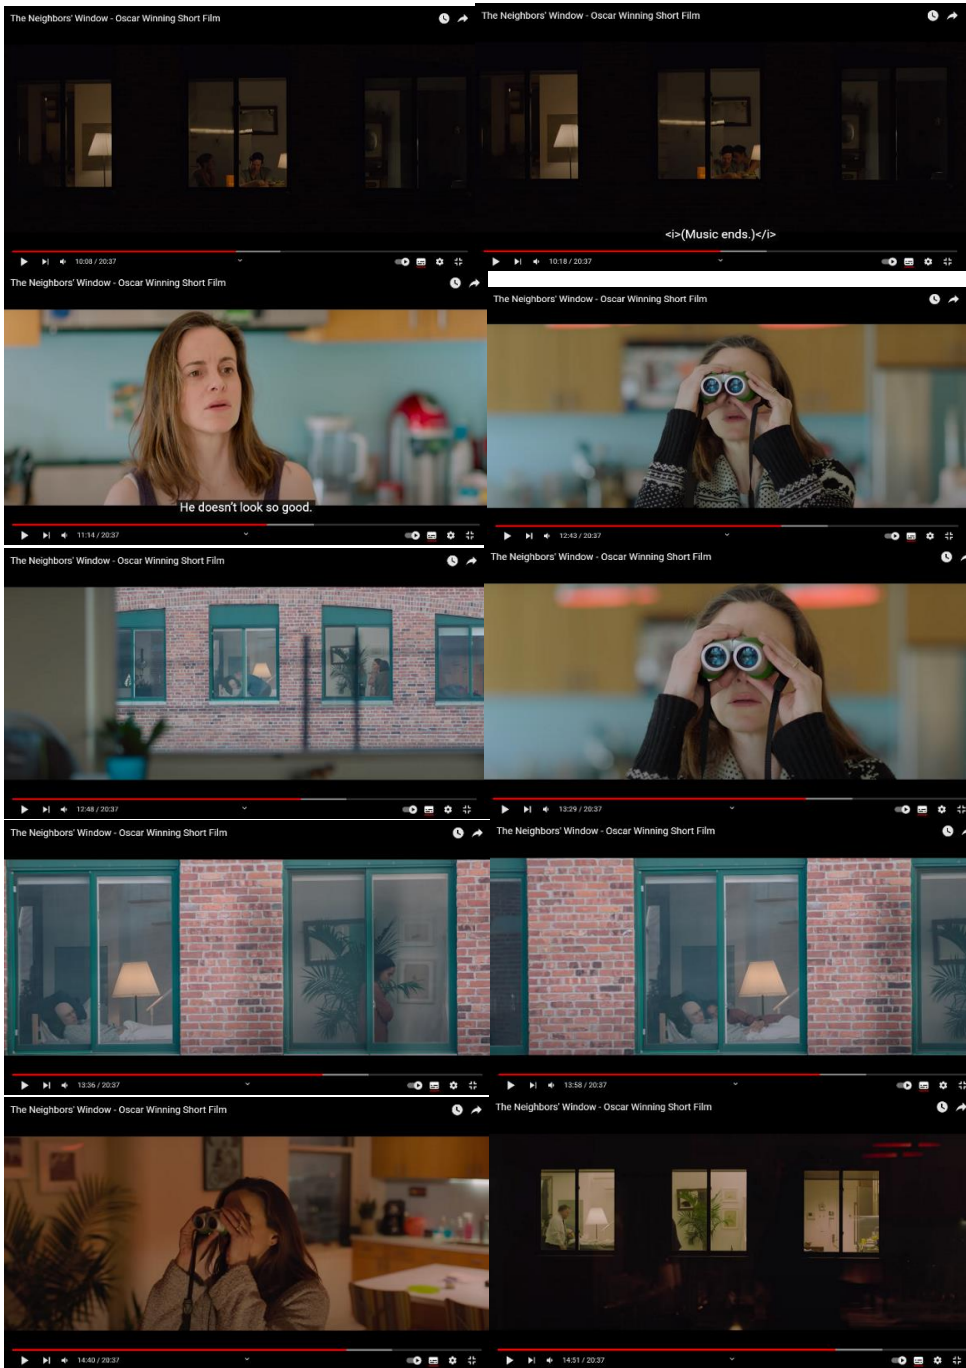 The Neighbors' Window - Oscar Winning Short Film
10:08 / 20:37
The Neighbors' Window - Oscar Winning Short Film
<i>(Music ends.)</i>
10:18 / 20:37
The Neighbors' Window - Oscar Winning Short Film
He doesn't look so good.
11:14 / 20:37
The Neighbors' Window - Oscar Winning Short Film
12:43 / 20:37
The Neighbors' Window - Oscar Winning Short Film
12:48 / 20:37
The Neighbors' Window - Oscar Winning Short Film
13:29 / 20:37
The Neighbors' Window - Oscar Winning Short Film
13:36 / 20:37
The Neighbors' Window - Oscar Winning Short Film
13:58 / 20:37
The Neighbors' Window - Oscar Winning Short Film
14:40 / 20:37
The Neighbors' Window - Oscar Winning Short Film
14:51 / 20:37